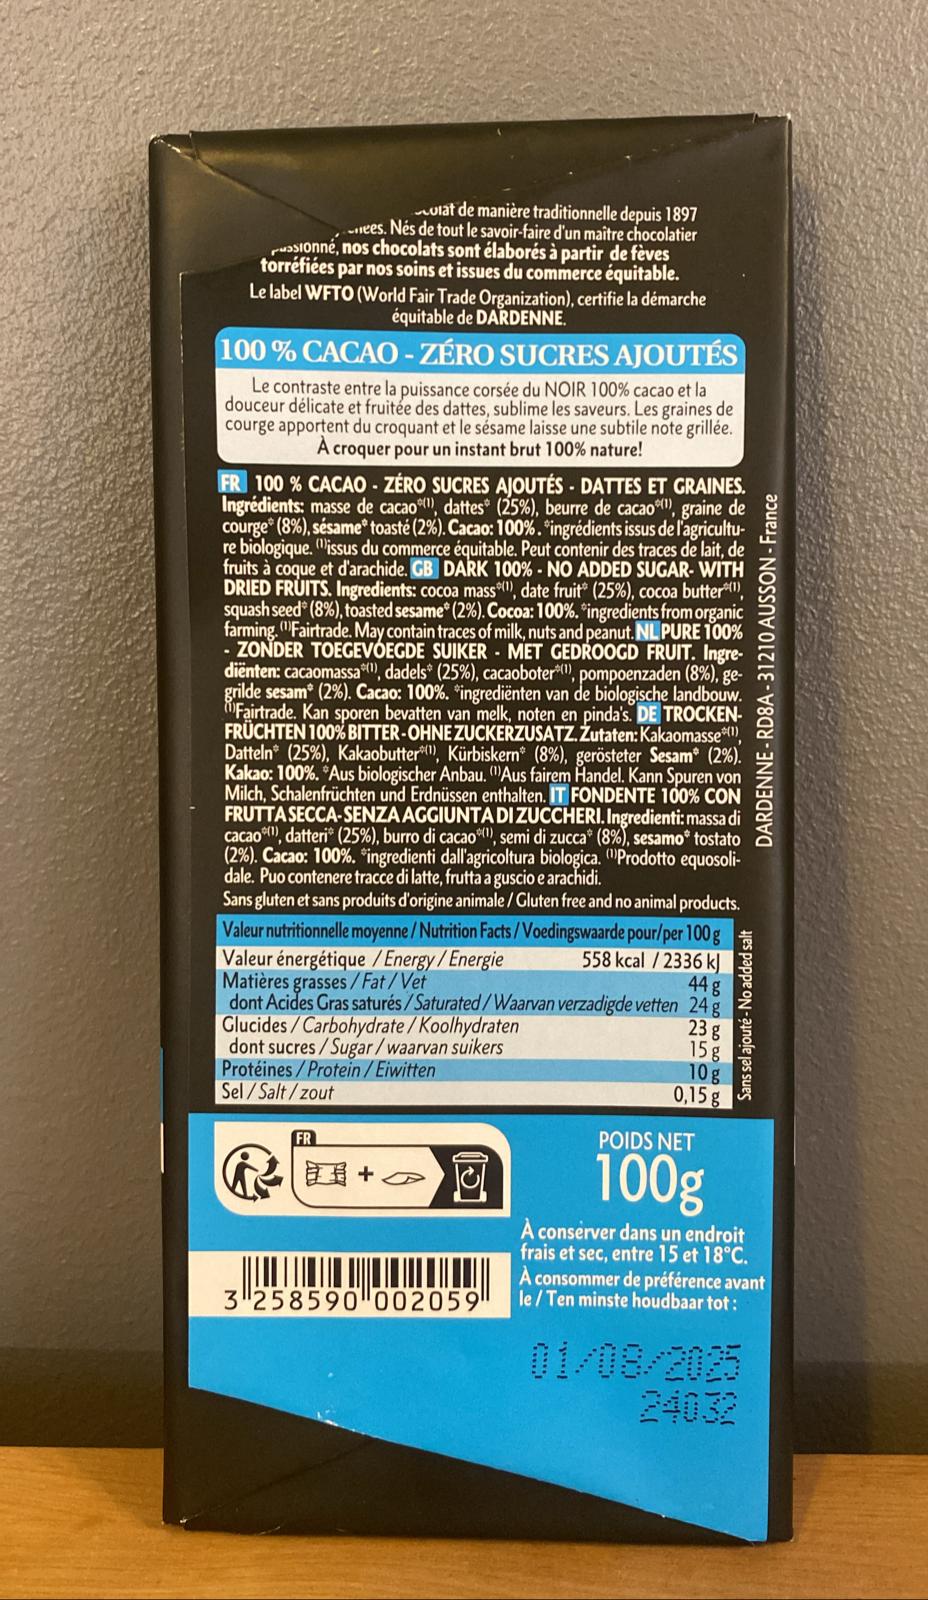 de manière traditionnelle depuis 1897
Nés de tout le savoir-faire d'un maître chocolatier
nos chocolats sont élaborés à partir de fèves
torréfiées par nos soins et issues du commerce équitable.
Le label WFTO (World Fair Trade Organization), certifie la démarche
équitable de DARDENNE.
100 % CACAO - ZÉRO SUCRES AJOUTÉS
Le contraste entre la puissance corsée du NOIR 100% cacao et la
douceur délicate et fruitée des dattes, sublime les saveurs. Les graines de
courge apportent du croquant et le sésame laisse une subtile note grillée.
À croquer pour un instant brut 100% nature!
FR 100 % CACAO - ZÉRO SUCRES AJOUTÉS - DATTES ET GRAINES.
Ingrédients: masse de cacao*(1), dattes* (25%), beurre de cacao*(1), graine de
courge* (8%), sésame* toasté (2%). Cacao: 100%. *ingrédients issus de l'agricultu-
re biologique. (1)issus du commerce équitable. Peut contenir des traces de lait, de
fruits à coque et d'arachide. GB DARK 100% - NO ADDED SUGAR- WITH
DRIED FRUITS. Ingredients: cocoa mass*(1), date fruit* (25%), cocoa butter*(1),
squash seed* (8%), toasted sesame* (2%). Cocoa: 100%. *ingredients from organic
farming. (1)Fairtrade. May contain traces of milk, nuts and peanut. NL PURE 100%
- ZONDER TOEGEVOEGDE SUIKER - MET GEDROOGD FRUIT. Ingre-
diënten: cacaomassa*(1), dadels* (25%), cacaoboter*(1), pompoenzaden (8%), ge-
grilde sesam* (2%). Cacao: 100%. *ingrediënten van de biologische landbouw.
(1)Fairtrade. Kan sporen bevatten van melk, noten en pinda's. DE TROCKEN-
FRÜCHTEN 100% BITTER - OHNE ZUCKERZUSATZ. Zutaten: Kakaomasse*(1),
Datteln* (25%), Kakaobutter*(1), Kürbiskern* (8%), gerösteter Sesam* (2%).
Kakao: 100%. *Aus biologischer Anbau. (1)Aus fairem Handel. Kann Spuren von
Milch, Schalenfrüchten und Erdnüssen enthalten. IT FONDENTE 100% CON
FRUTTA SECCA- SENZA AGGIUNTA DI ZUCCHERI. Ingredienti: massa di
cacao*(1), datteri* (25%), burro di cacao*(1), semi di zucca* (8%), sesamo* tostato
(2%). Cacao: 100%. *ingredienti dall'agricoltura biologica. (1)Prodotto equosoli-
dale. Puo contenere tracce di latte, frutta a guscio e arachidi.
Sans gluten et sans produits d'origine animale / Gluten free and no animal products.
DARDENNE - RD8A - 31210 AUSSON - France
Valeur nutritionnelle moyenne / Nutrition Facts / Voedingswaarde pour/per 100 g
Valeur énergétique / Energy / Energie 558 kcal / 2336 kJ
Matières grasses / Fat / Vet 44 g
dont Acides Gras saturés / Saturated / Waarvan verzadigde vetten 24 g
Glucides / Carbohydrate / Koolhydraten 23 g
dont sucres / Sugar / waarvan suikers 15 g
Protéines / Protein / Eiwitten 10 g
Sel / Salt / zout 0,15 g
Sans sel ajouté - No added salt
FR
+
POIDS NET
100g
À conserver dans un endroit
frais et sec, entre 15 et 18°C.
À consommer de préférence avant
le / Ten minste houdbaar tot :
3 258590 002059
01/08/2025
24032